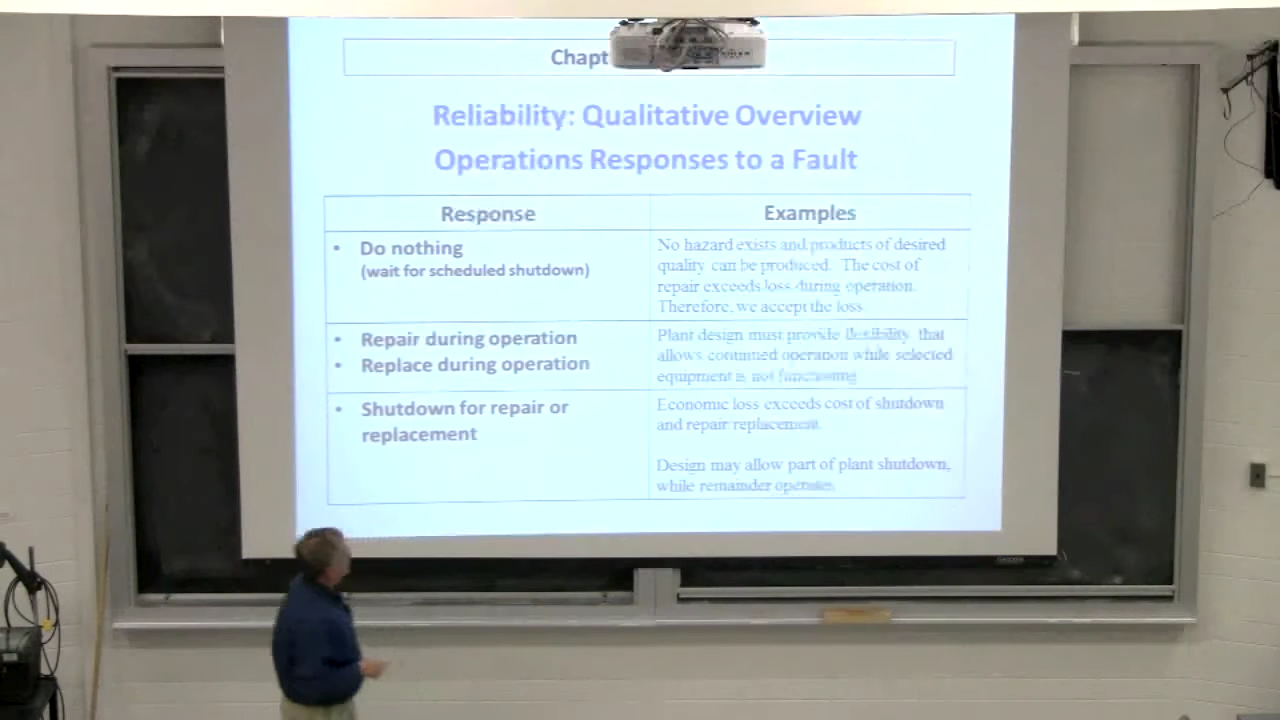 Chapt
Reliability: Qualitative Overview
Operations Responses to a Fault
Response
Examples
• Do nothing
(wait for scheduled shutdown)
No hazard exists and products of desired
quality can be produced. The cost of
repair exceeds loss during operation.
Therefore, we accept the loss.
• Repair during operation
• Replace during operation
Plant design must provide flexibility that
allows continued operation while selected
equipment is not functioning
• Shutdown for repair or
replacement
Economic loss exceeds cost of shutdown
and repair replacement.
Design may allow part of plant shutdown,
while remainder operates.